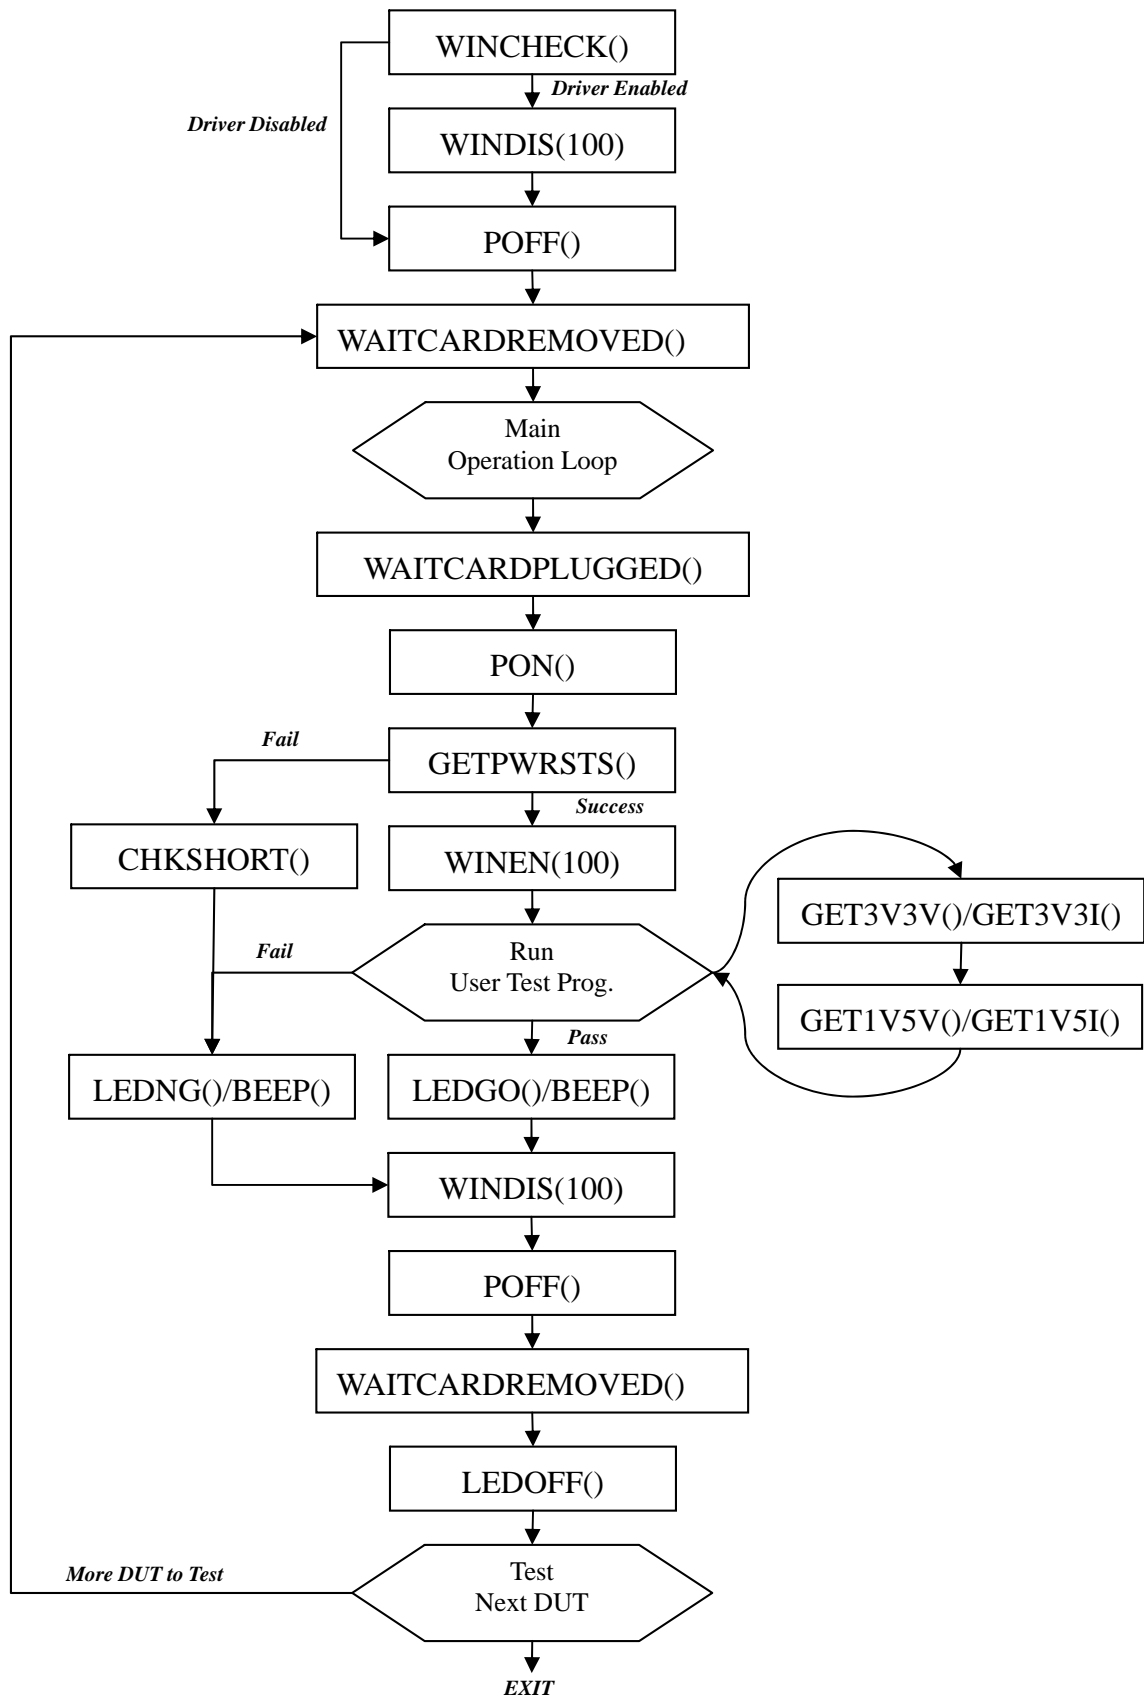 WINCHECK()
Driver Enabled
Driver Disabled
WINDIS(100)
POFF()
WAITCARDREMOVED()
Main
Operation Loop
WAITCARDPLUGGED()
PON()
Fail
GETPWRSTS()
Success
CHKSHORT()
WINEN(100)
GET3V3V()/GET3V3I()
Fail
Run
User Test Prog.
GET1V5V()/GET1V5I()
Pass
LEDNG()/BEEP()
LEDGO()/BEEP()
WINDIS(100)
POFF()
WAITCARDREMOVED()
LEDOFF()
More DUT to Test
Test
Next DUT
EXIT